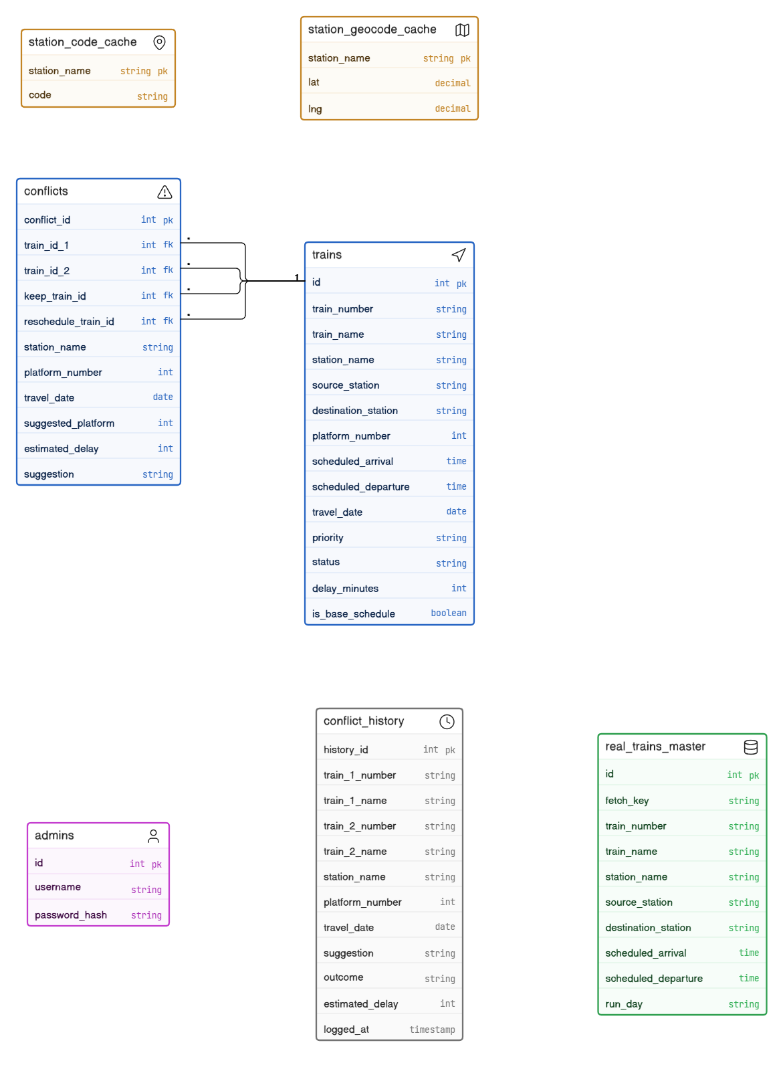 station_code_cache
station_name string pk
code string
station_geocode_cache
station_name string pk
lat decimal
lng decimal
conflicts
conflict_id int pk
train_id_1 int fk
train_id_2 int fk
keep_train_id int fk
reschedule_train_id int fk
station_name string
platform_number int
travel_date date
suggested_platform int
estimated_delay int
suggestion string
*
*
*
*
1
trains
id int pk
train_number string
train_name string
station_name string
source_station string
destination_station string
platform_number int
scheduled_arrival time
scheduled_departure time
travel_date date
priority string
status string
delay_minutes int
is_base_schedule boolean
conflict_history
history_id int pk
train_1_number string
train_1_name string
train_2_number string
train_2_name string
station_name string
platform_number int
travel_date date
suggestion string
outcome string
estimated_delay int
logged_at timestamp
real_trains_master
id int pk
fetch_key string
train_number string
train_name string
station_name string
source_station string
destination_station string
scheduled_arrival time
scheduled_departure time
run_day string
admins
id int pk
username string
password_hash string